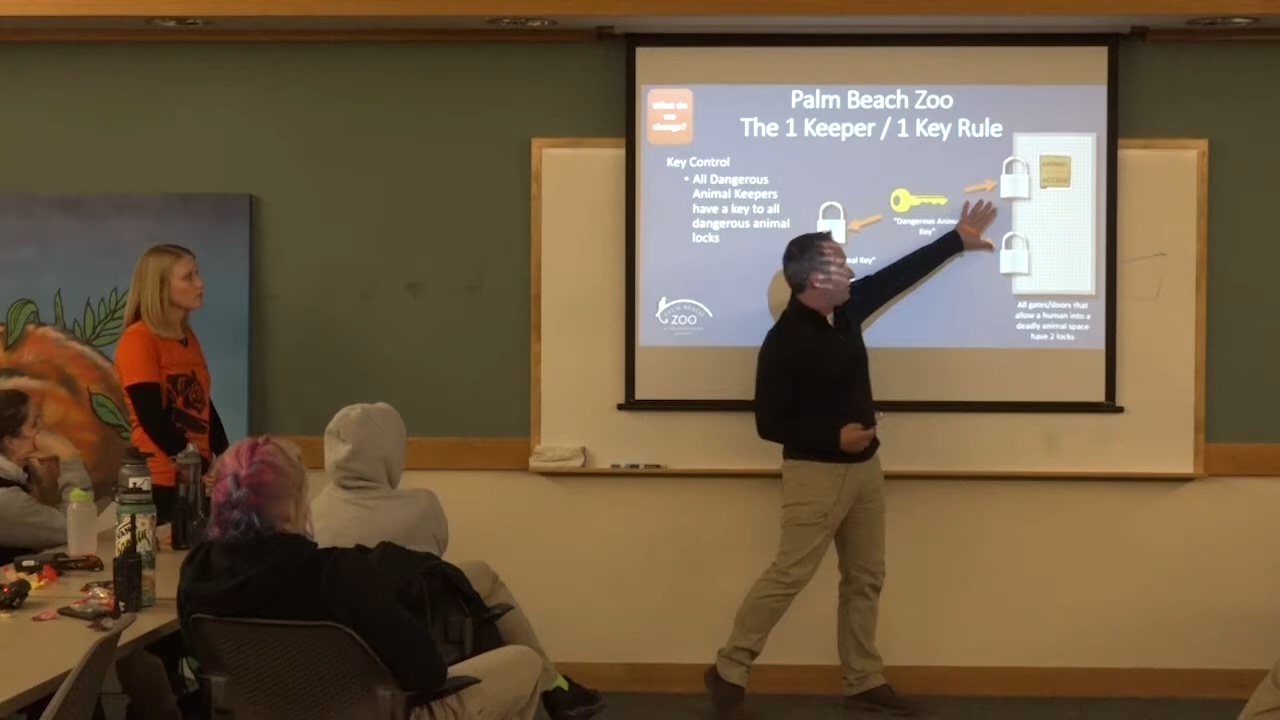 What do
we
change?
Palm Beach Zoo
The 1 Keeper / 1 Key Rule
Key Control
• All Dangerous
Animal Keepers
have a key to all
dangerous animal
locks
"Dangerous
Key"
Key"
PALM BEACH
ZOO
All gates/doors that
allow a human into a
deadly animal space
have 2 locks